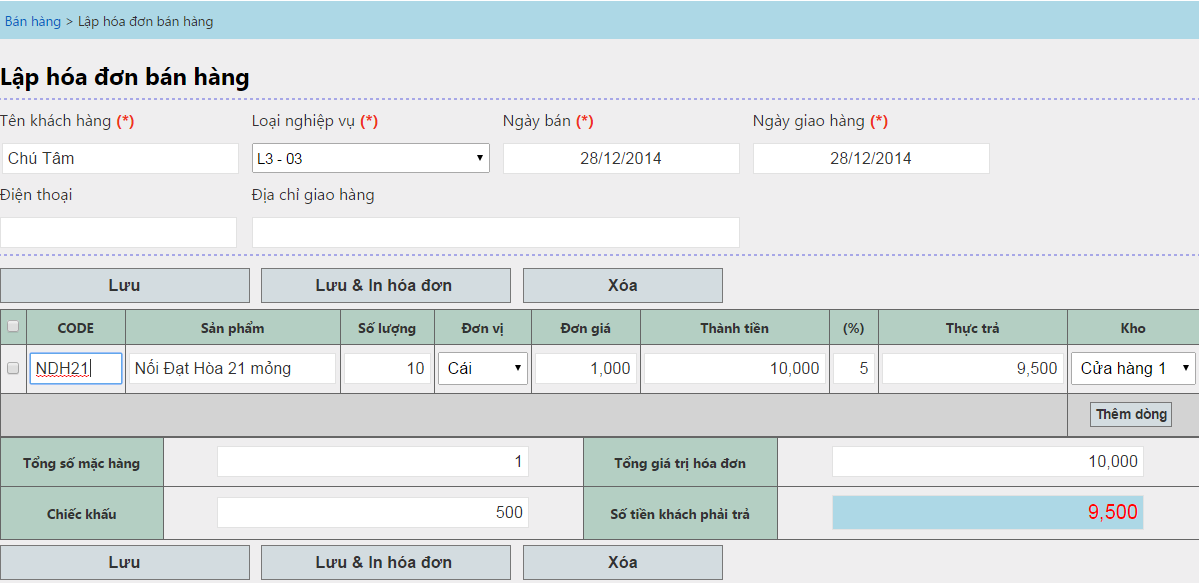 Bán hàng > Lập hóa đơn bán hàng
Lập hóa đơn bán hàng
Tên khách hàng (*) Loại nghiệp vụ (*) Ngày bán (*) Ngày giao hàng (*)
Chú Tâm L3 - 03 28/12/2014 28/12/2014
Điện thoại Địa chỉ giao hàng
Lưu Lưu & In hóa đơn Xóa
CODE Sản phẩm Số lượng Đơn vị Đơn giá Thành tiền (%) Thực trả Kho
NDH21 Nối Đạt Hòa 21 mỏng 10 Cái 1,000 10,000 5 9,500 Cửa hàng 1
Thêm dòng
Tổng số mặc hàng 1 Tổng giá trị hóa đơn 10,000
Chiếc khấu 500 Số tiền khách phải trả 9,500
Lưu Lưu & In hóa đơn Xóa